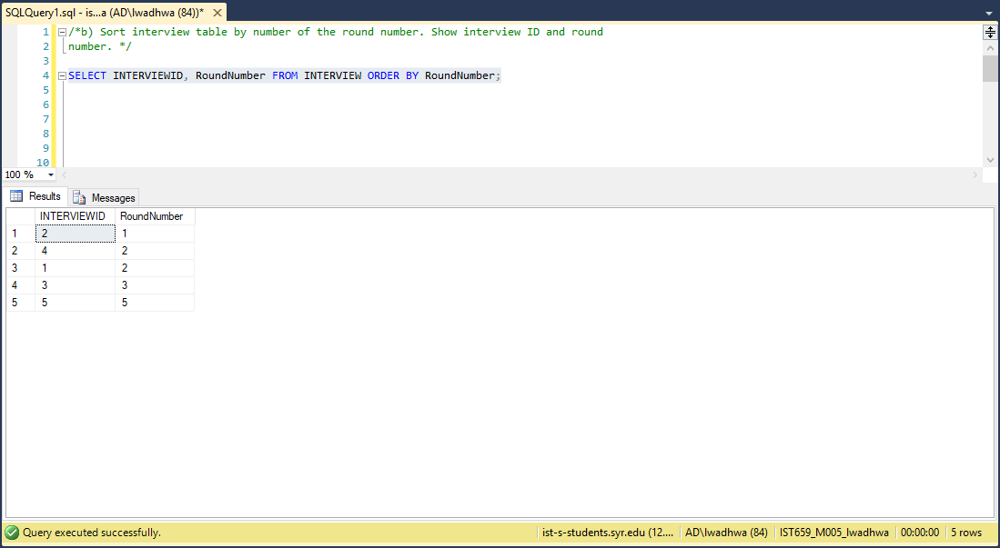 SQLQuery1.sql - is...a (AD\lwadhwa (84))*
1 /*b) Sort interview table by number of the round number. Show interview ID and round
2 number. */
3
4 SELECT INTERVIEWID, RoundNumber FROM INTERVIEW ORDER BY RoundNumber;
5
6
7
8
9
10
100 %
Results Messages
INTERVIEWID RoundNumber
1 2 1
2 4 2
3 1 2
4 3 3
5 5 5
Query executed successfully. ist-s-students.syr.edu (12.... AD\lwadhwa (84) IST659_M005_lwadhwa 00:00:00 5 rows